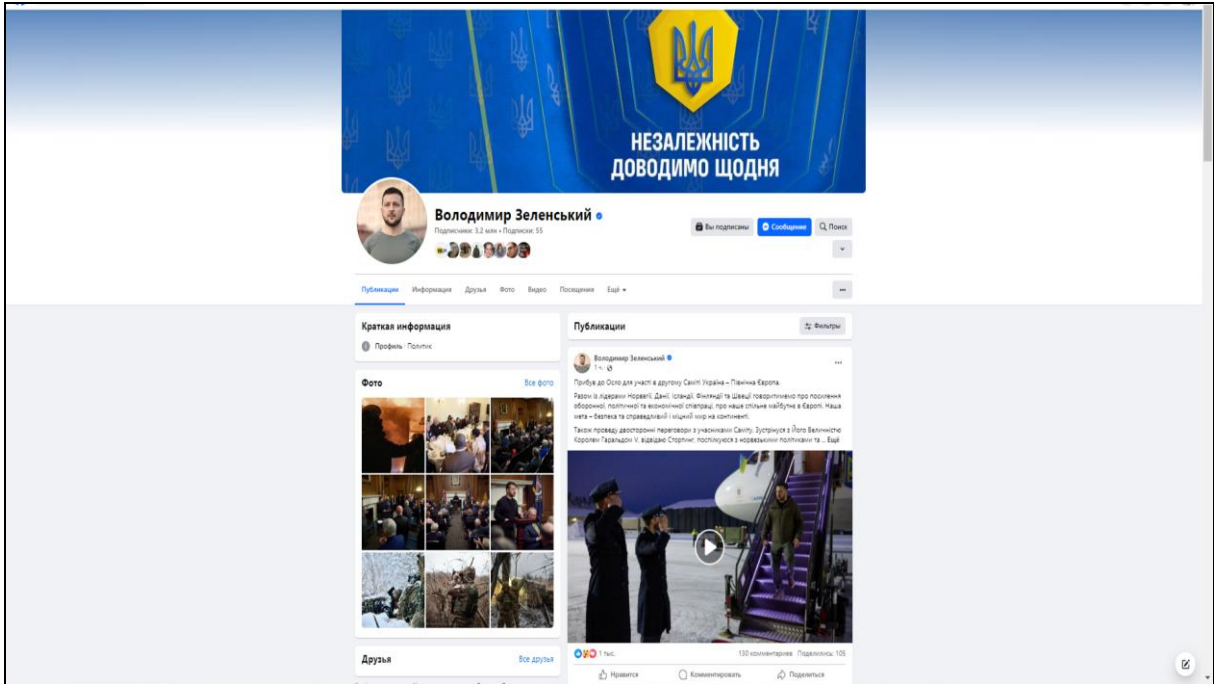 НЕЗАЛЕЖНІСТЬ
ДОВОДИМО ЩОДНЯ
Володимир Зеленський
Подписчики: 3,2 млн • Подписки: 55
Вы подписаны
Сообщение
Поиск
Публикации Информация Друзья Фото Видео Посещения Ещё
Краткая информация
Профиль · Политик
Фото Все фото
Друзья Все друзья
Публикации Фильтры
Володимир Зеленський
1 ч.
Прибув до Осло для участі в другому Саміті Україна – Північна Європа.
Разом із лідерами Норвегії, Данії, Ісландії, Фінляндії та Швеції говоритимемо про посилення
оборонної, політичної та економічної співпраці, про наше спільне майбутнє в Європі. Наша
мета – безпека та справедливий і міцний мир на континенті.
Також проведу двосторонні переговори з учасниками Саміту. Зустрінуся з Його Величністю
Королем Гаральдом V, відвідаю Стортинг, поспілкуюся з норвезькими політиками та ... Ещё
1 тыс. 130 комментариев Поделились: 105
Нравится Комментировать Поделиться